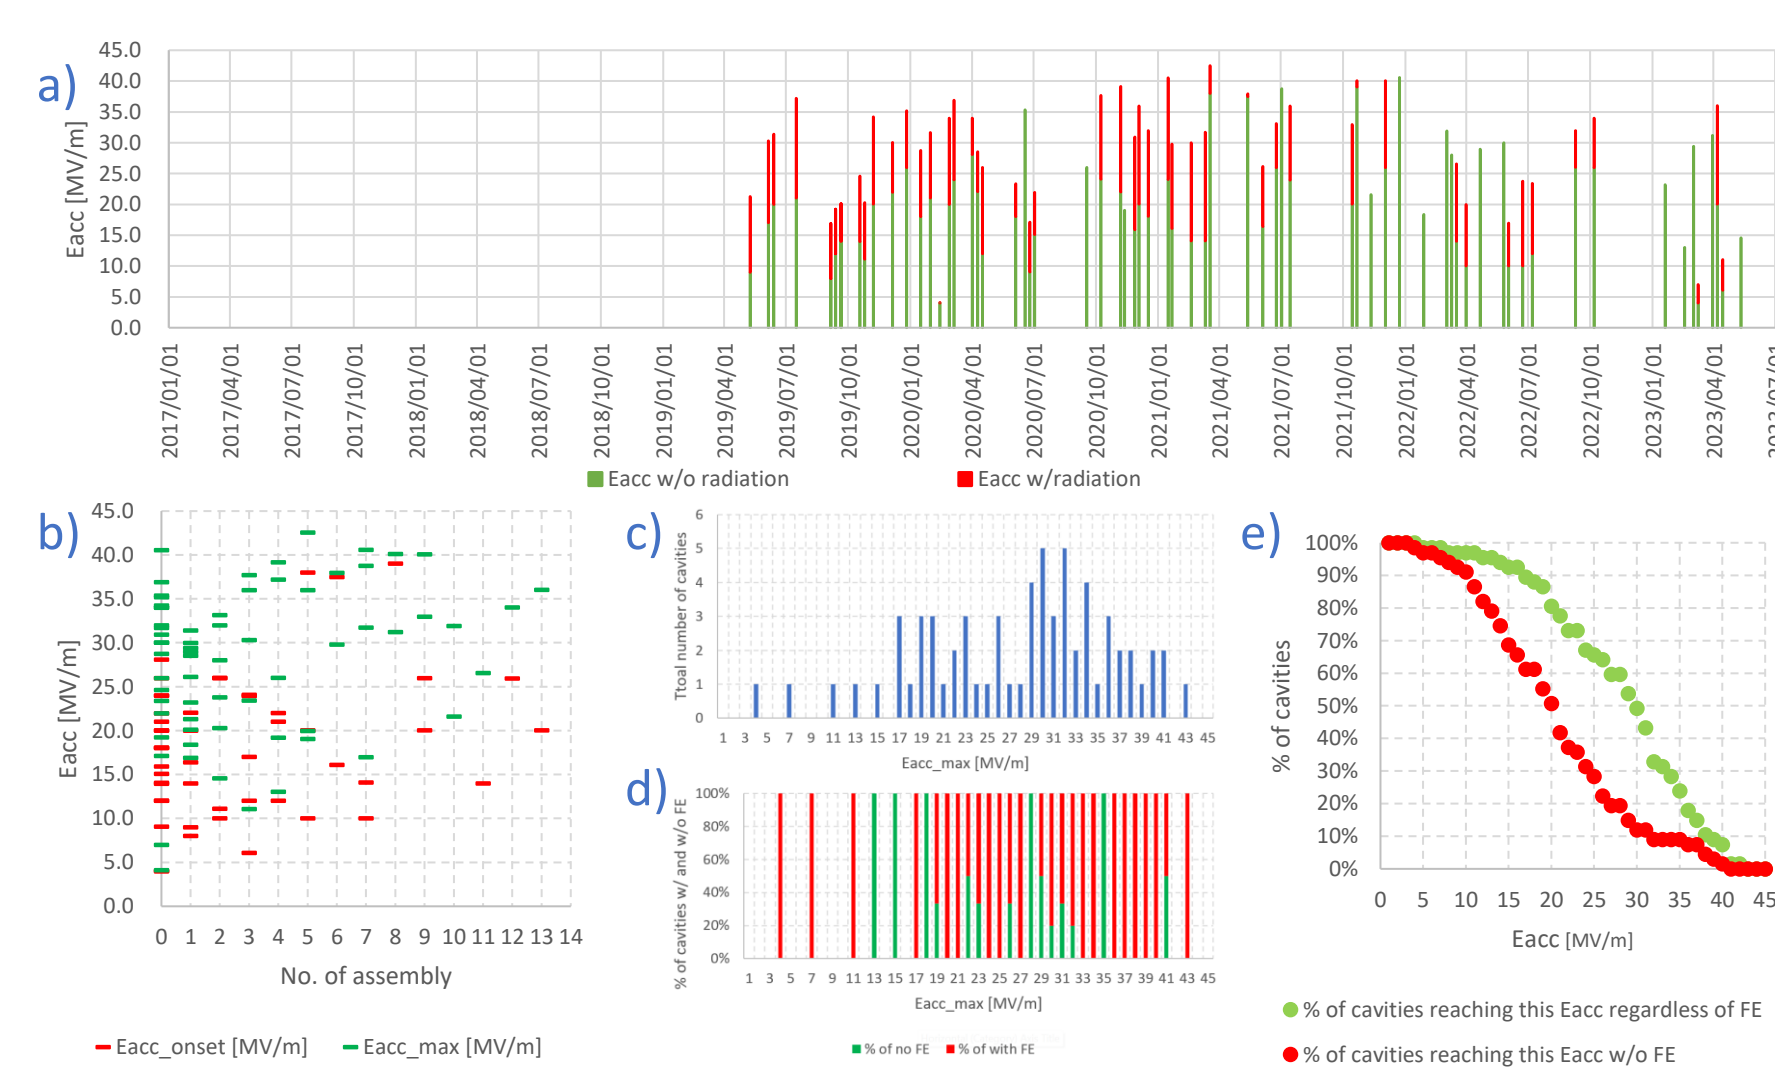 a)
Eacc [MV/m]
45.0
40.0
35.0
30.0
25.0
20.0
15.0
10.0
5.0
0.0
2017/01/01 2017/04/01 2017/07/01 2017/10/01 2018/01/01 2018/04/01 2018/07/01 2018/10/01 2019/01/01 2019/04/01 2019/07/01 2019/10/01 2020/01/01 2020/04/01 2020/07/01 2020/10/01 2021/01/01 2021/04/01 2021/07/01 2021/10/01 2022/01/01 2022/04/01 2022/07/01 2022/10/01 2023/01/01 2023/04/01 2023/07/01
Eacc w/o radiation Eacc w/radiation
b)
Eacc [MV/m]
45.0
40.0
35.0
30.0
25.0
20.0
15.0
10.0
5.0
0.0
0 1 2 3 4 5 6 7 8 9 10 11 12 13 14
No. of assembly
Eacc_onset [MV/m] Eacc_max [MV/m]
c)
Ttoal number of cavities
6
5
4
3
2
1
0
1 3 5 7 9 11 13 15 17 19 21 23 25 27 29 31 33 35 37 39 41 43 45
Eacc_max [MV/m]
d)
% of cavities w/ and w/o FE
100%
80%
60%
40%
20%
0%
1 3 5 7 9 11 13 15 17 19 21 23 25 27 29 31 33 35 37 39 41 43 45
Eacc_max [MV/m]
% of no FE % of with FE
e)
% of cavities
100%
90%
80%
70%
60%
50%
40%
30%
20%
10%
0%
0 5 10 15 20 25 30 35 40 45
Eacc [MV/m]
% of cavities reaching this Eacc regardless of FE
% of cavities reaching this Eacc w/o FE